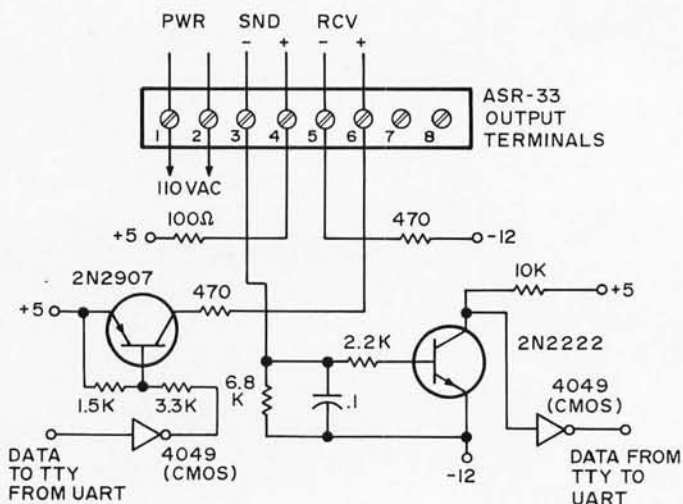 PWR SND RCV
- + - +
ASR-33
OUTPUT
TERMINALS
1 2 3 4 5 6 7 8
110 VAC
100Ω
+5
470
-12
2N2907
10K
+5
470
+5
2.2K
2N2222
1.5K
3.3K
6.8
K
.1
4049
(CMOS)
-12
4049
(CMOS)
DATA
TO TTY
FROM UART
DATA FROM
TTY TO
UART